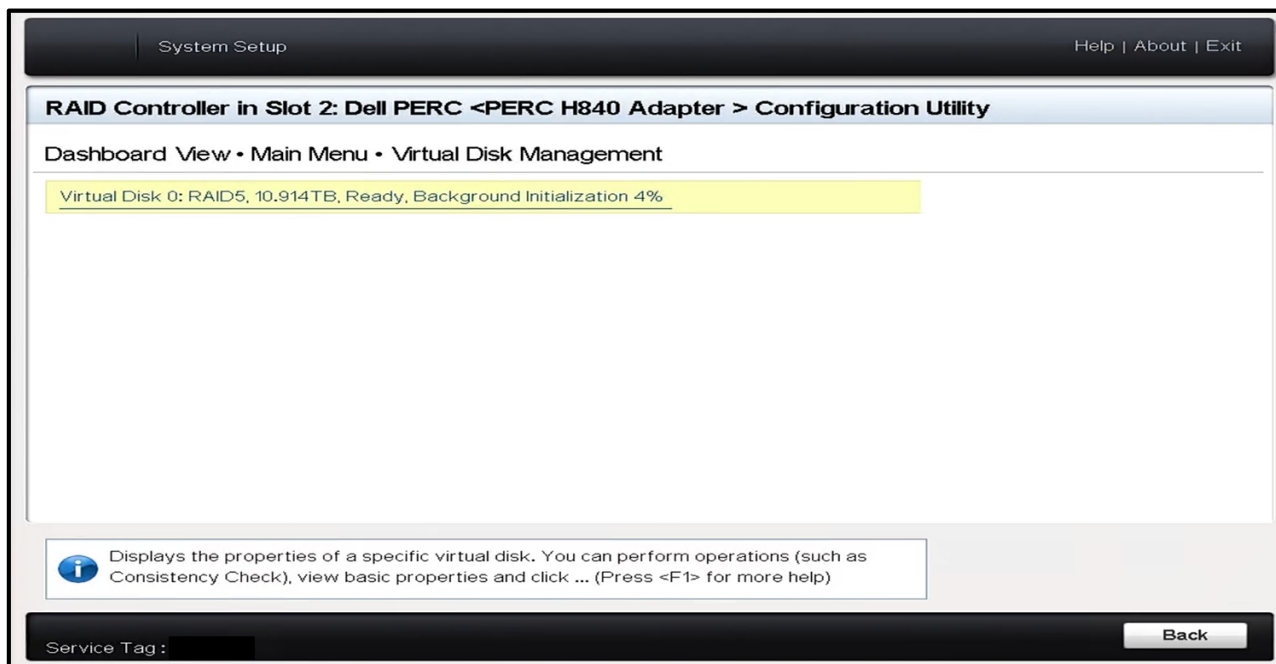 System Setup
Help | About | Exit
RAID Controller in Slot 2: Dell PERC <PERC H840 Adapter > Configuration Utility
Dashboard View • Main Menu • Virtual Disk Management
Virtual Disk 0: RAID5, 10.914TB, Ready, Background Initialization 4%
Displays the properties of a specific virtual disk. You can perform operations (such as
Consistency Check), view basic properties and click ... (Press <F1> for more help)
Service Tag :
Back